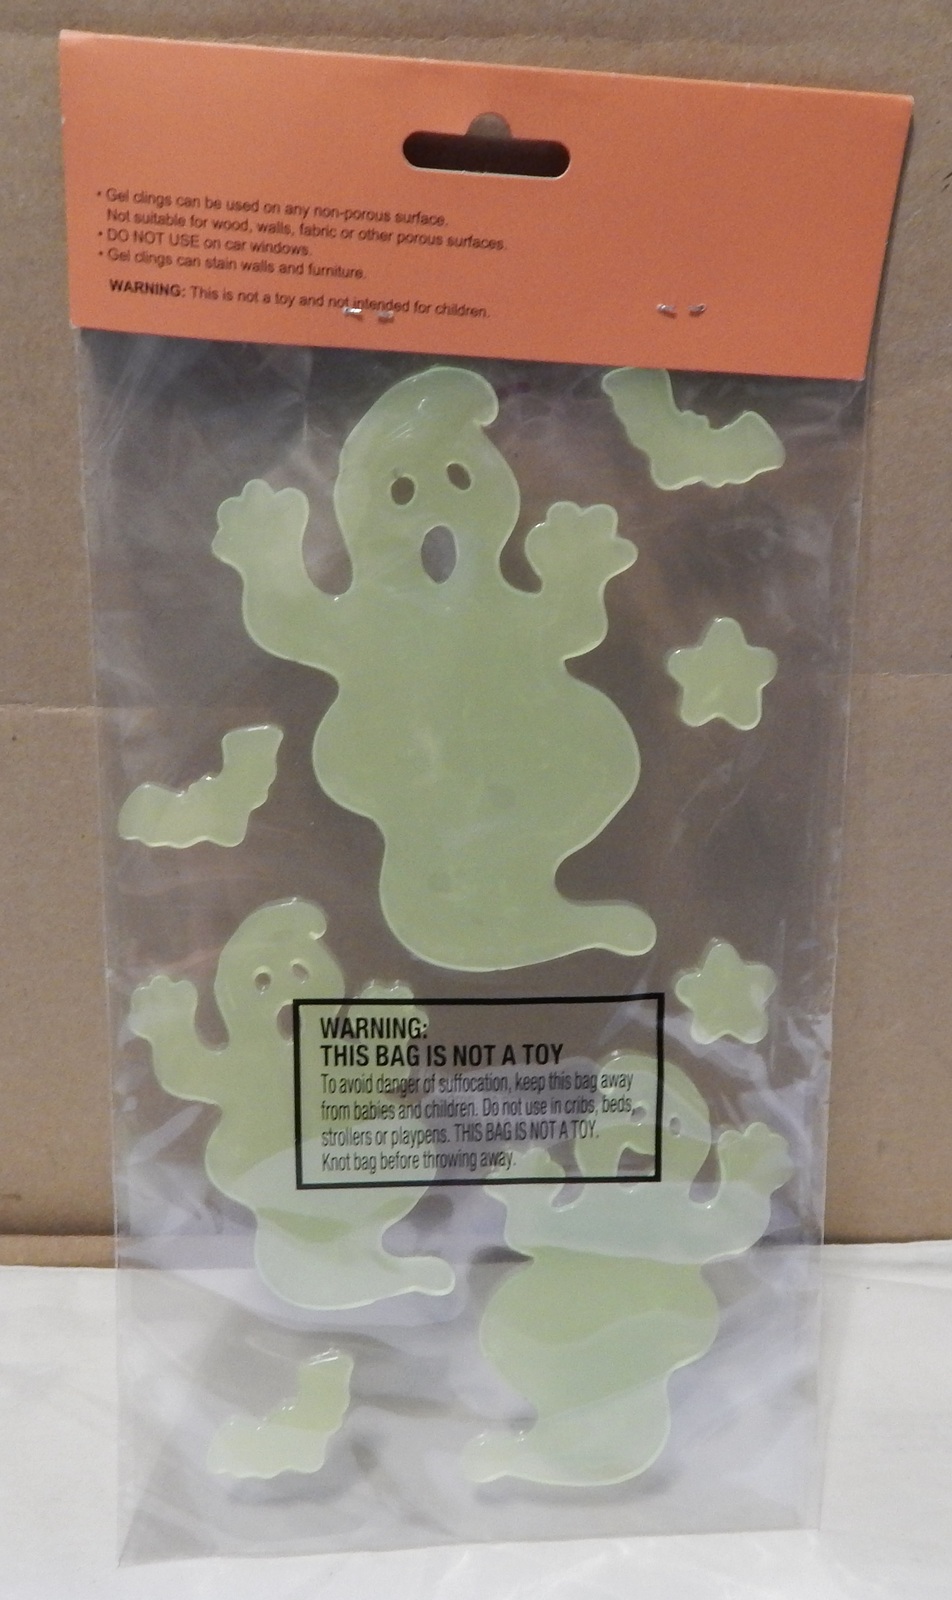 • Gel clings can be used on any non-porous surface.
Not suitable for wood, walls, fabric or other porous surfaces.
• DO NOT USE on car windows.
• Gel clings can stain walls and furniture.
WARNING: This is not a toy and not intended for children.
WARNING:
THIS BAG IS NOT A TOY
To avoid danger of suffocation, keep this bag away
from babies and children. Do not use in cribs, beds,
strollers or playpens. THIS BAG IS NOT A TOY.
Knot bag before throwing away.